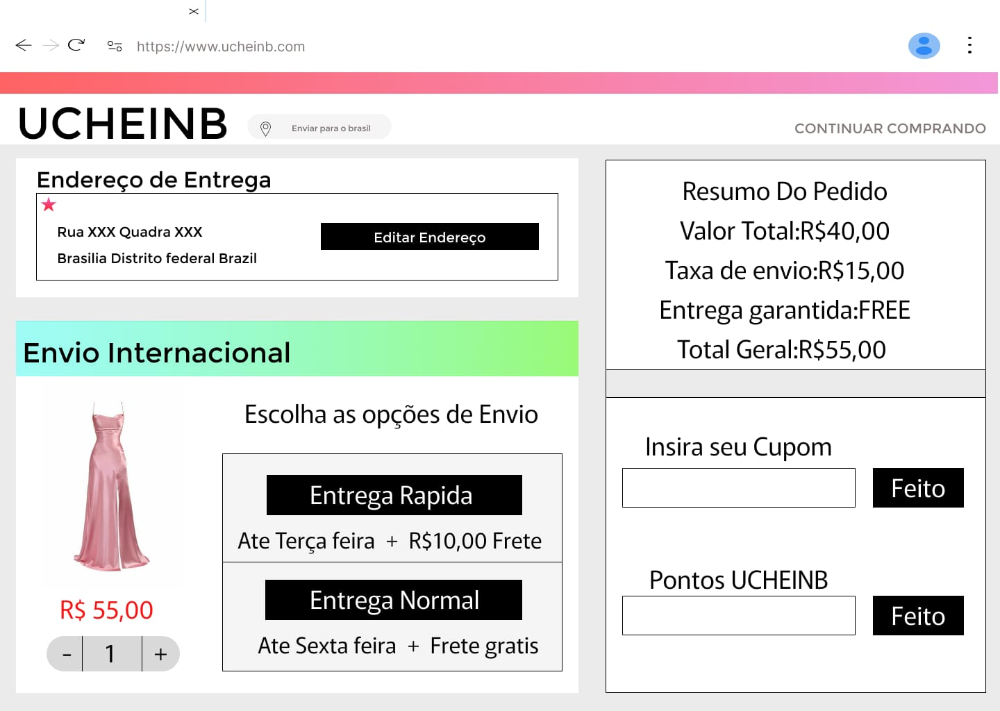 https://www.ucheinb.com
UCHEINB
Enviar para o brasil
CONTINUAR COMPRANDO
Endereço de Entrega
Rua XXX Quadra XXX
Brasilia Distrito federal Brazil
Editar Endereço
Envio Internacional
Escolha as opções de Envio
Entrega Rapida
Ate Terça feira + R$10,00 Frete
Entrega Normal
Ate Sexta feira + Frete gratis
R$ 55,00
- 1 +
Resumo Do Pedido
Valor Total:R$40,00
Taxa de envio:R$15,00
Entrega garantida:FREE
Total Geral:R$55,00
Insira seu Cupom
Feito
Pontos UCHEINB
Feito